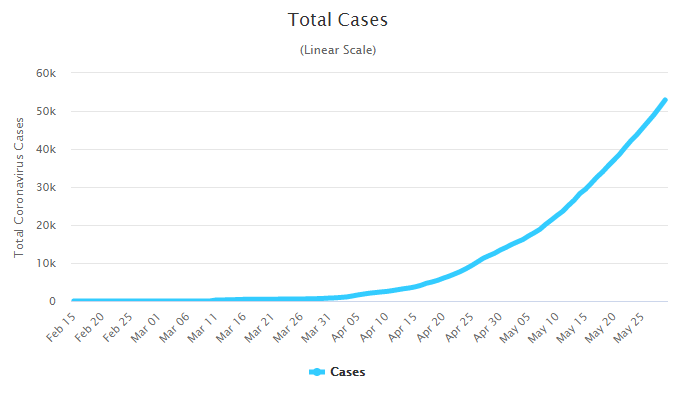 Total Cases
(Linear Scale)
Total Coronavirus Cases
60k
50k
40k
30k
20k
10k
0
Feb 15
Feb 20
Feb 25
Mar 01
Mar 06
Mar 11
Mar 16
Mar 21
Mar 26
Mar 31
Apr 05
Apr 10
Apr 15
Apr 20
Apr 25
Apr 30
May 05
May 10
May 15
May 20
May 25
Cases